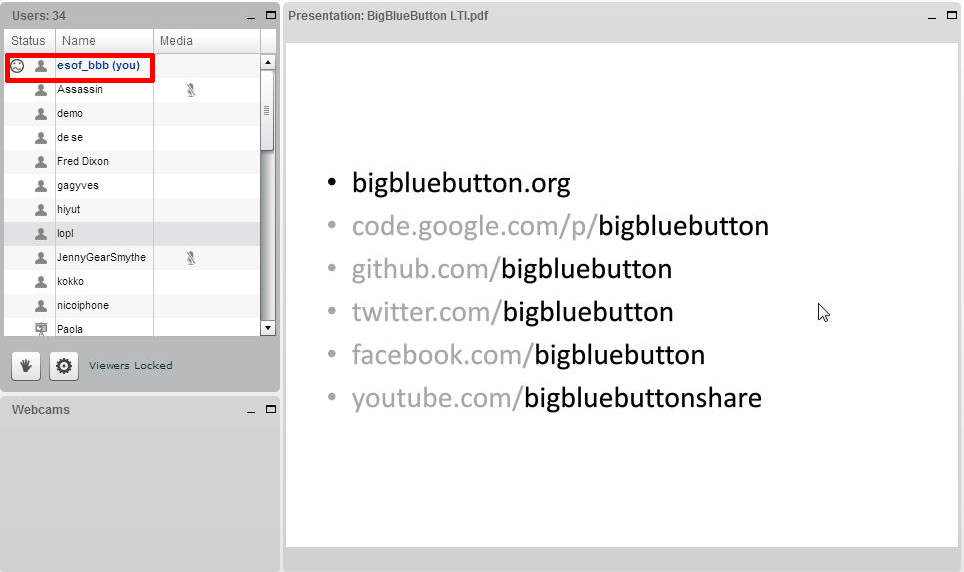 Users: 34
Status Name Media
esof_bbb (you)
Assassin
demo
de se
Fred Dixon
gagyves
hiyut
lopl
JennyGearSmythe
kokko
nicoiphone
Paola
Viewers Locked
Webcams
Presentation: BigBlueButton LTI.pdf
• bigbluebutton.org
• code.google.com/p/bigbluebutton
• github.com/bigbluebutton
• twitter.com/bigbluebutton
• facebook.com/bigbluebutton
• youtube.com/bigbluebuttonshare